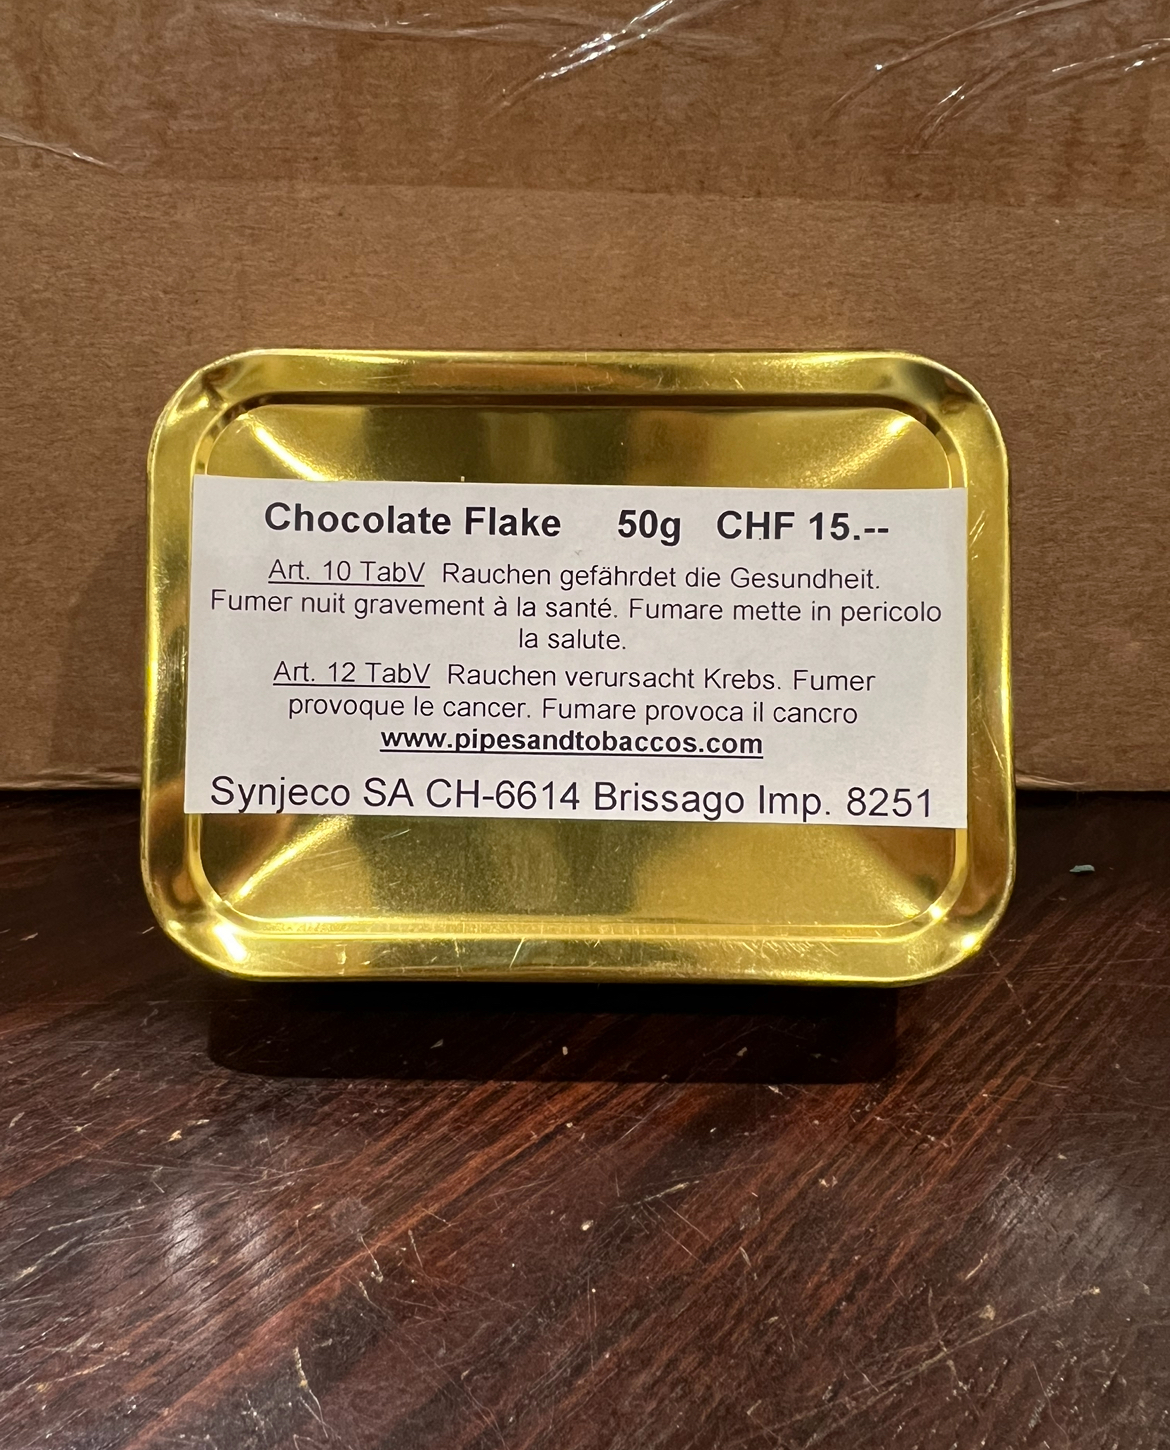 Chocolate Flake 50g CHF 15.--
Art. 10 TabV Rauchen gefährdet die Gesundheit.
Fumer nuit gravement à la santé. Fumare mette in pericolo
la salute.
Art. 12 TabV Rauchen verursacht Krebs. Fumer
provoque le cancer. Fumare provoca il cancro
www.pipesandtobaccos.com
Synjeco SA CH-6614 Brissago Imp. 8251